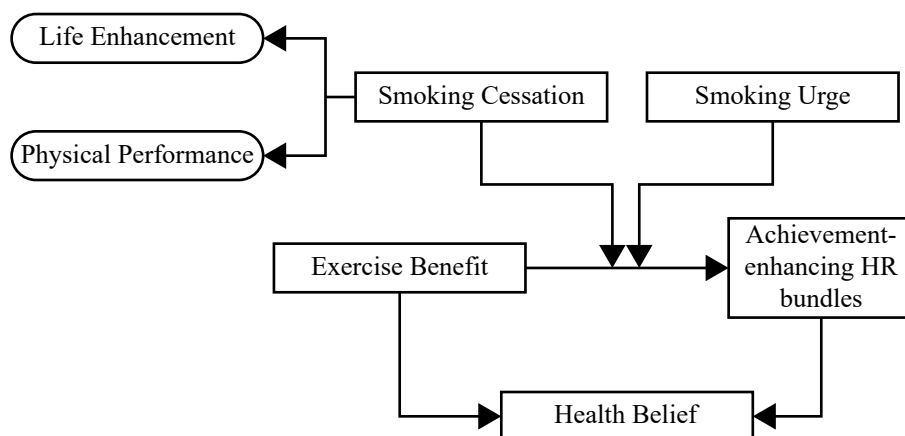 Life Enhancement
Smoking Cessation
Smoking Urge
Physical Performance
Exercise Benefit
Achievement-
enhancing HR
bundles
Health Belief